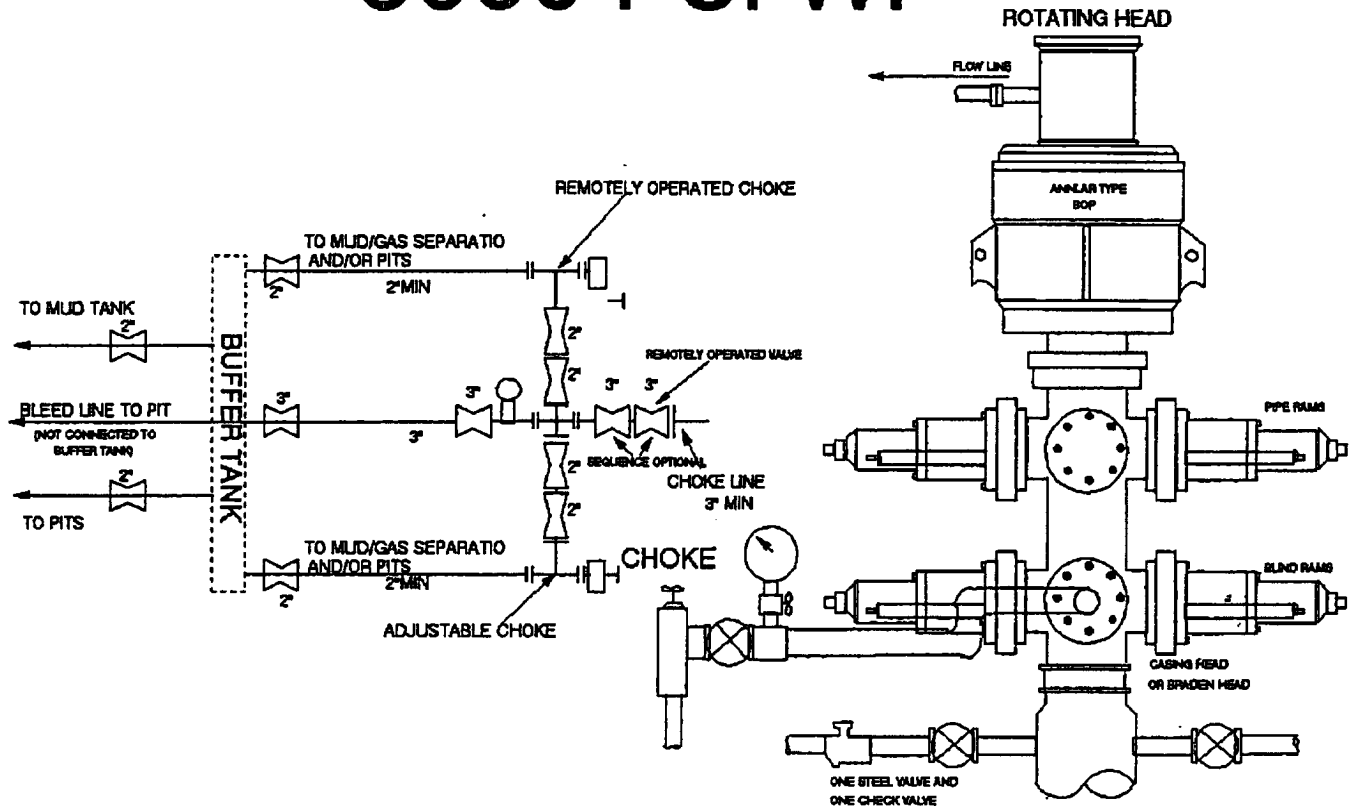 ROTATING HEAD
FLOW LINE
ANNLAR TYPE
BOP
REMOTELY OPERATED CHOKE
TO MUD/GAS SEPARATIO
AND/OR PITS
2"
2"MIN
TO MUD TANK
2"
2"
REMOTELY OPERATED VALVE
2"
3"
3"
3"
3"
BLEED LINE TO PIT
(NOT CONNECTED TO
BUFFER TANK)
3"
BUFFER TANK
PIPE RAMS
SEQUENCE OPTIONAL
2"
CHOKE LINE
3" MIN
2"
2"
TO PITS
TO MUD/GAS SEPARATIO
AND/OR PITS
2"MIN
2"
CHOKE
BLIND RAMS
ADJUSTABLE CHOKE
CASING HEAD
OR BRADEN HEAD
ONE STEEL VALVE AND
ONE CHECK VALVE